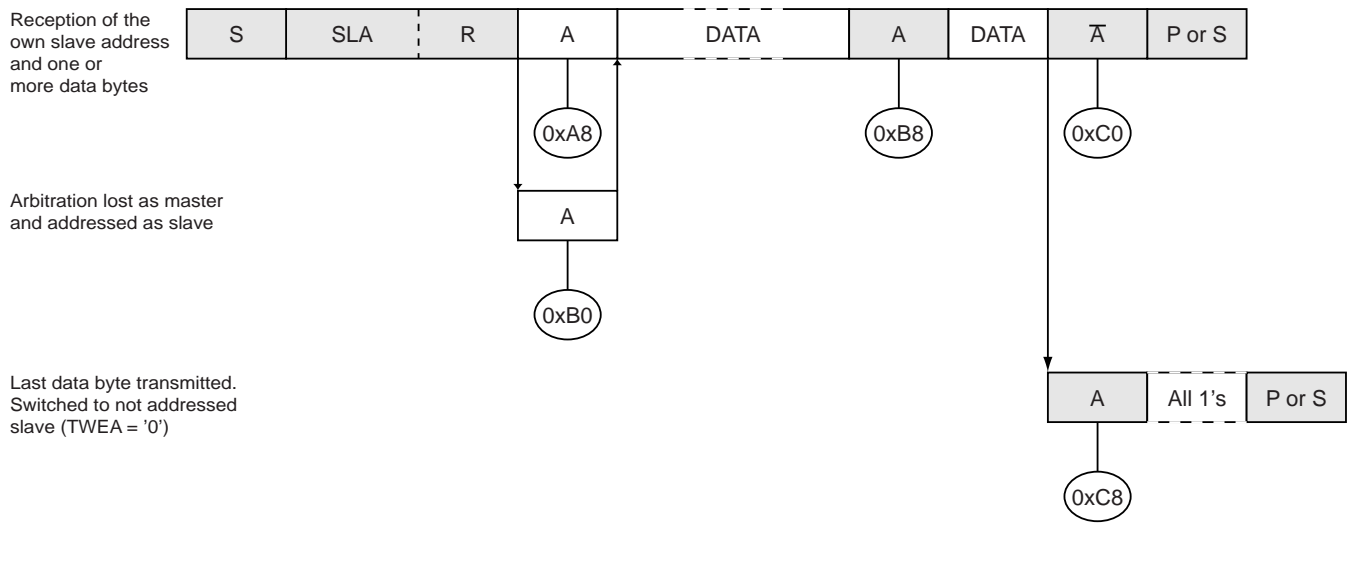 Reception of the
own slave address
and one or
more data bytes
S SLA R A DATA A DATA A̅ P or S
0xA8 0xB8 0xC0
Arbitration lost as master
and addressed as slave
A
0xB0
Last data byte transmitted.
Switched to not addressed
slave (TWEA = '0')
A All 1's P or S
0xC8